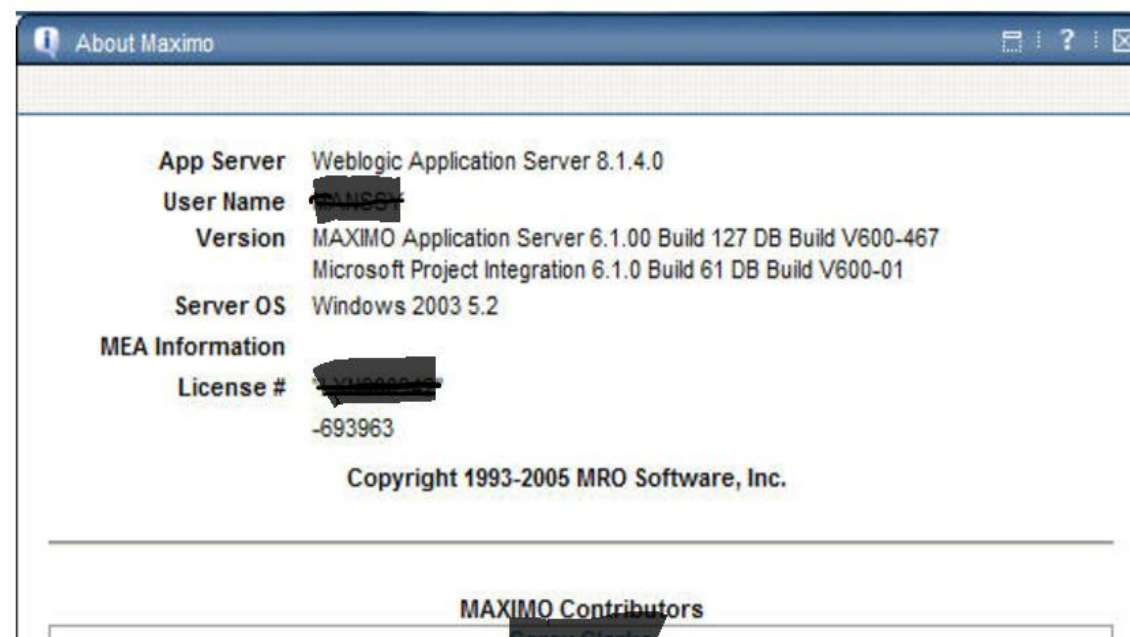 About Maximo
?
App Server Weblogic Application Server 8.1.4.0
User Name
Version MAXIMO Application Server 6.1.00 Build 127 DB Build V600-467
Microsoft Project Integration 6.1.0 Build 61 DB Build V600-01
Server OS Windows 2003 5.2
MEA Information
License #
-693963
Copyright 1993-2005 MRO Software, Inc.
MAXIMO Contributors